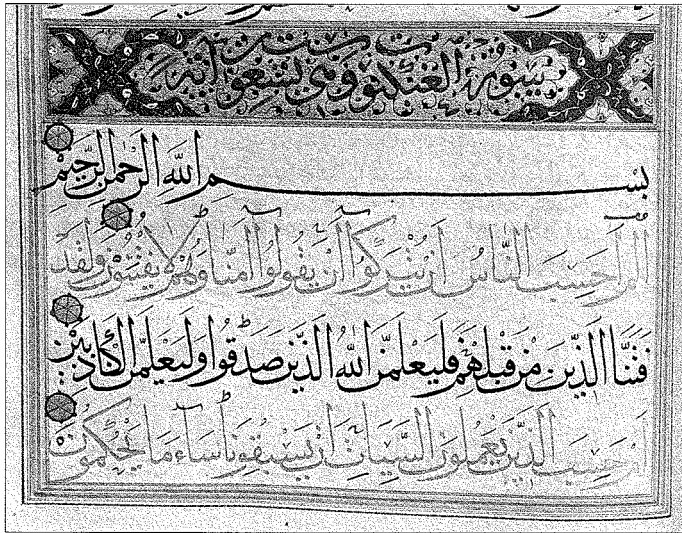 سورة العنكبوت وهي تسع وستون آية
بسم الله الرحمن الرحيم
الم أحسب الناس أن يتركوا أن يقولوا آمنا وهم لا يفتنون ولقد
فتنا الذين من قبلهم فليعلمن الله الذين صدقوا وليعلمن الكاذبين
أم حسب الذين يعملون السيئات أن يسبقونا ساء ما يحكمون